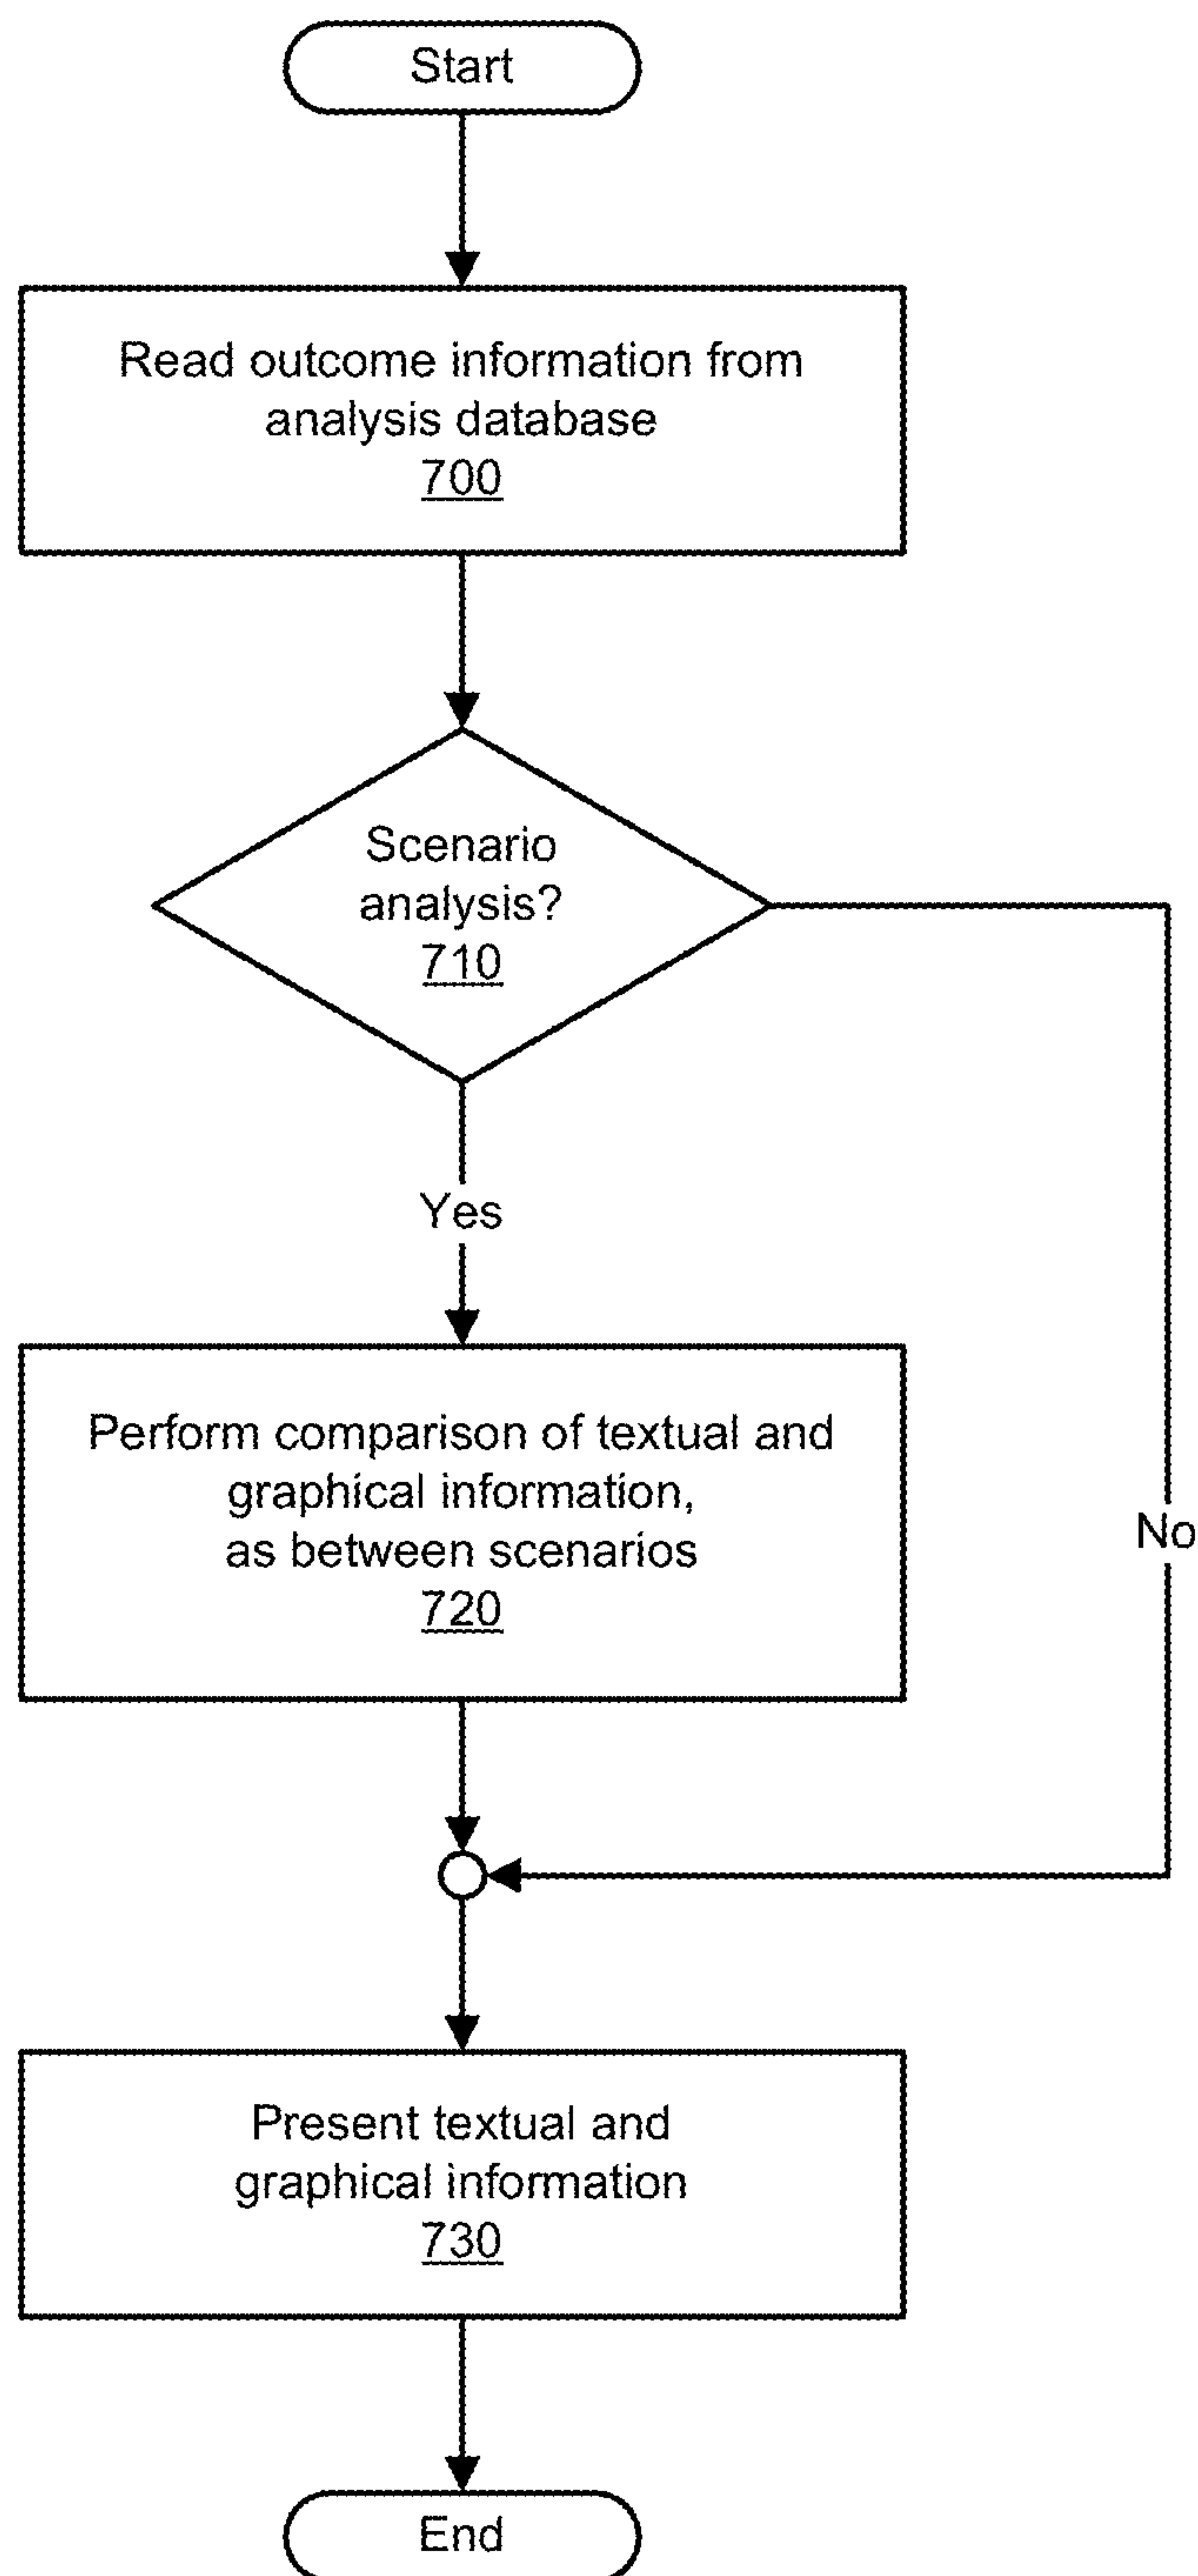 Start
Read outcome information from
analysis database
700
Scenario
analysis?
710
Yes
Perform comparison of textual and
graphical information,
as between scenarios
720
No
Present textual and
graphical information
730
End